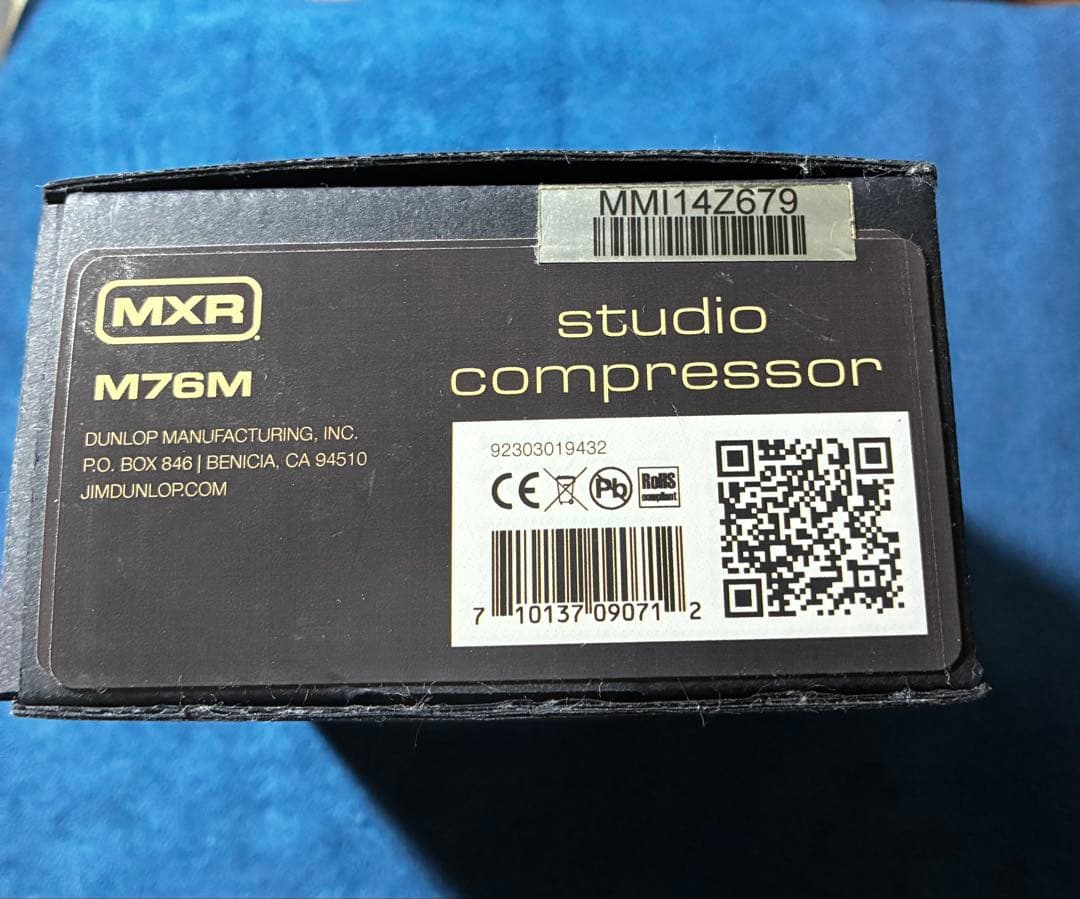 MMI14Z679
MXR
M76M
DUNLOP MANUFACTURING, INC.
P.O. BOX 846 | BENICIA, CA 94510
JIMDUNLOP.COM
studio
compressor
92303019432
CE Pb RoHS
compliant
7 10137 09071 2